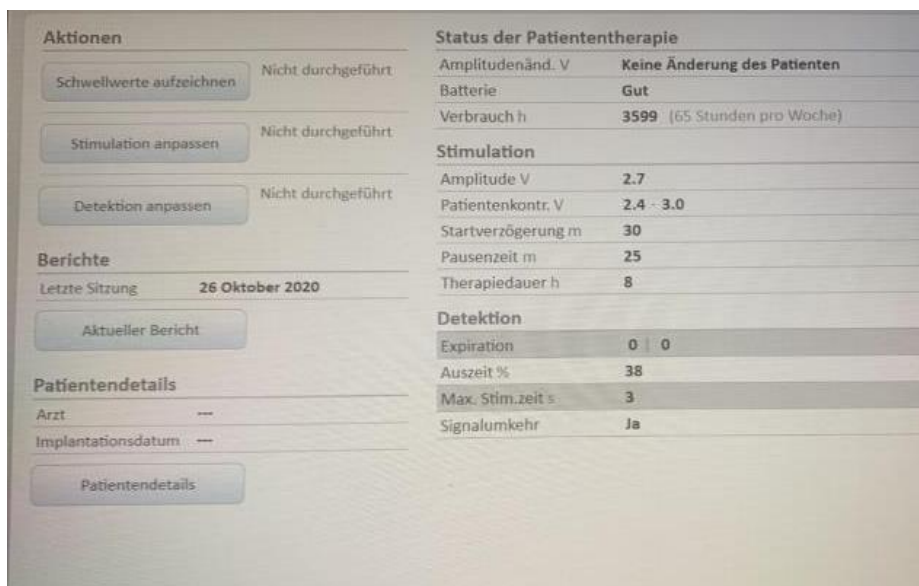 Aktionen
Schwellwerte aufzeichnen
Nicht durchgeführt
Stimulation anpassen
Nicht durchgeführt
Detektion anpassen
Nicht durchgeführt
Berichte
Letzte Sitzung 26 Oktober 2020
Aktueller Bericht
Patientendetails
Arzt ---
Implantationsdatum ---
Patientendetails
Status der Patiententherapie
Amplitudenänd. V Keine Änderung des Patienten
Batterie Gut
Verbrauch h 3599 (65 Stunden pro Woche)
Stimulation
Amplitude V 2.7
Patientenkontr. V 2.4 - 3.0
Startverzögerung m 30
Pausenzeit m 25
Therapiedauer h 8
Detektion
Expiration 0 | 0
Auszeit % 38
Max. Stim.zeit s 3
Signalumkehr Ja